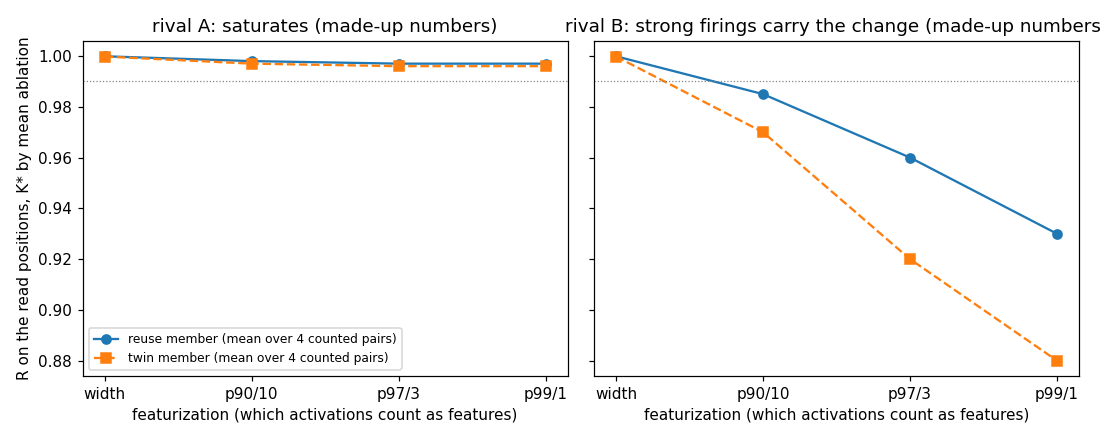 rival A: saturates (made-up numbers)
rival B: strong firings carry the change (made-up numbers
R on the read positions, K* by mean ablation
1.00
0.98
0.96
0.94
0.92
0.90
0.88
reuse member (mean over 4 counted pairs)
twin member (mean over 4 counted pairs)
width
p90/10
p97/3
p99/1
featurization (which activations count as features)
width
p90/10
p97/3
p99/1
featurization (which activations count as features)